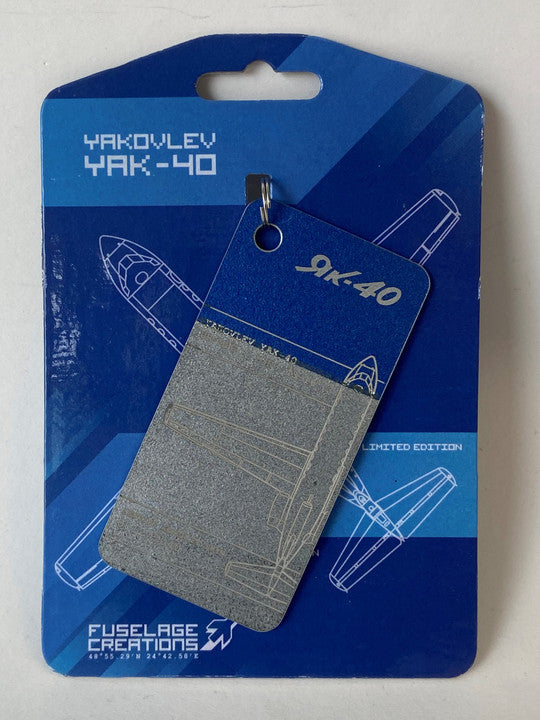 YAKOVLEV
YAK-40
Як-40
YAKOVLEV YAK-40
LIMITED EDITION
FUSELAGE
CREATIONS
48°55.29'N 24°42.58'E